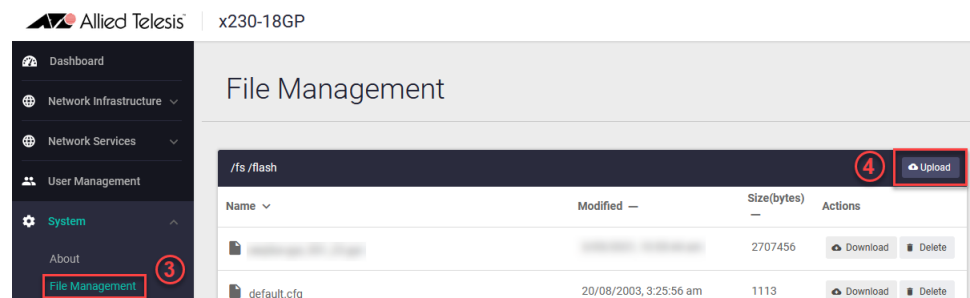 Allied Telesis x230-18GP
Dashboard
Network Infrastructure
Network Services
User Management
System
About
3
File Management
File Management
/fs /flash
4
Upload
Name Modified Size(bytes) Actions
2707456 Download Delete
default.cfg 20/08/2003, 3:25:56 am 1113 Download Delete